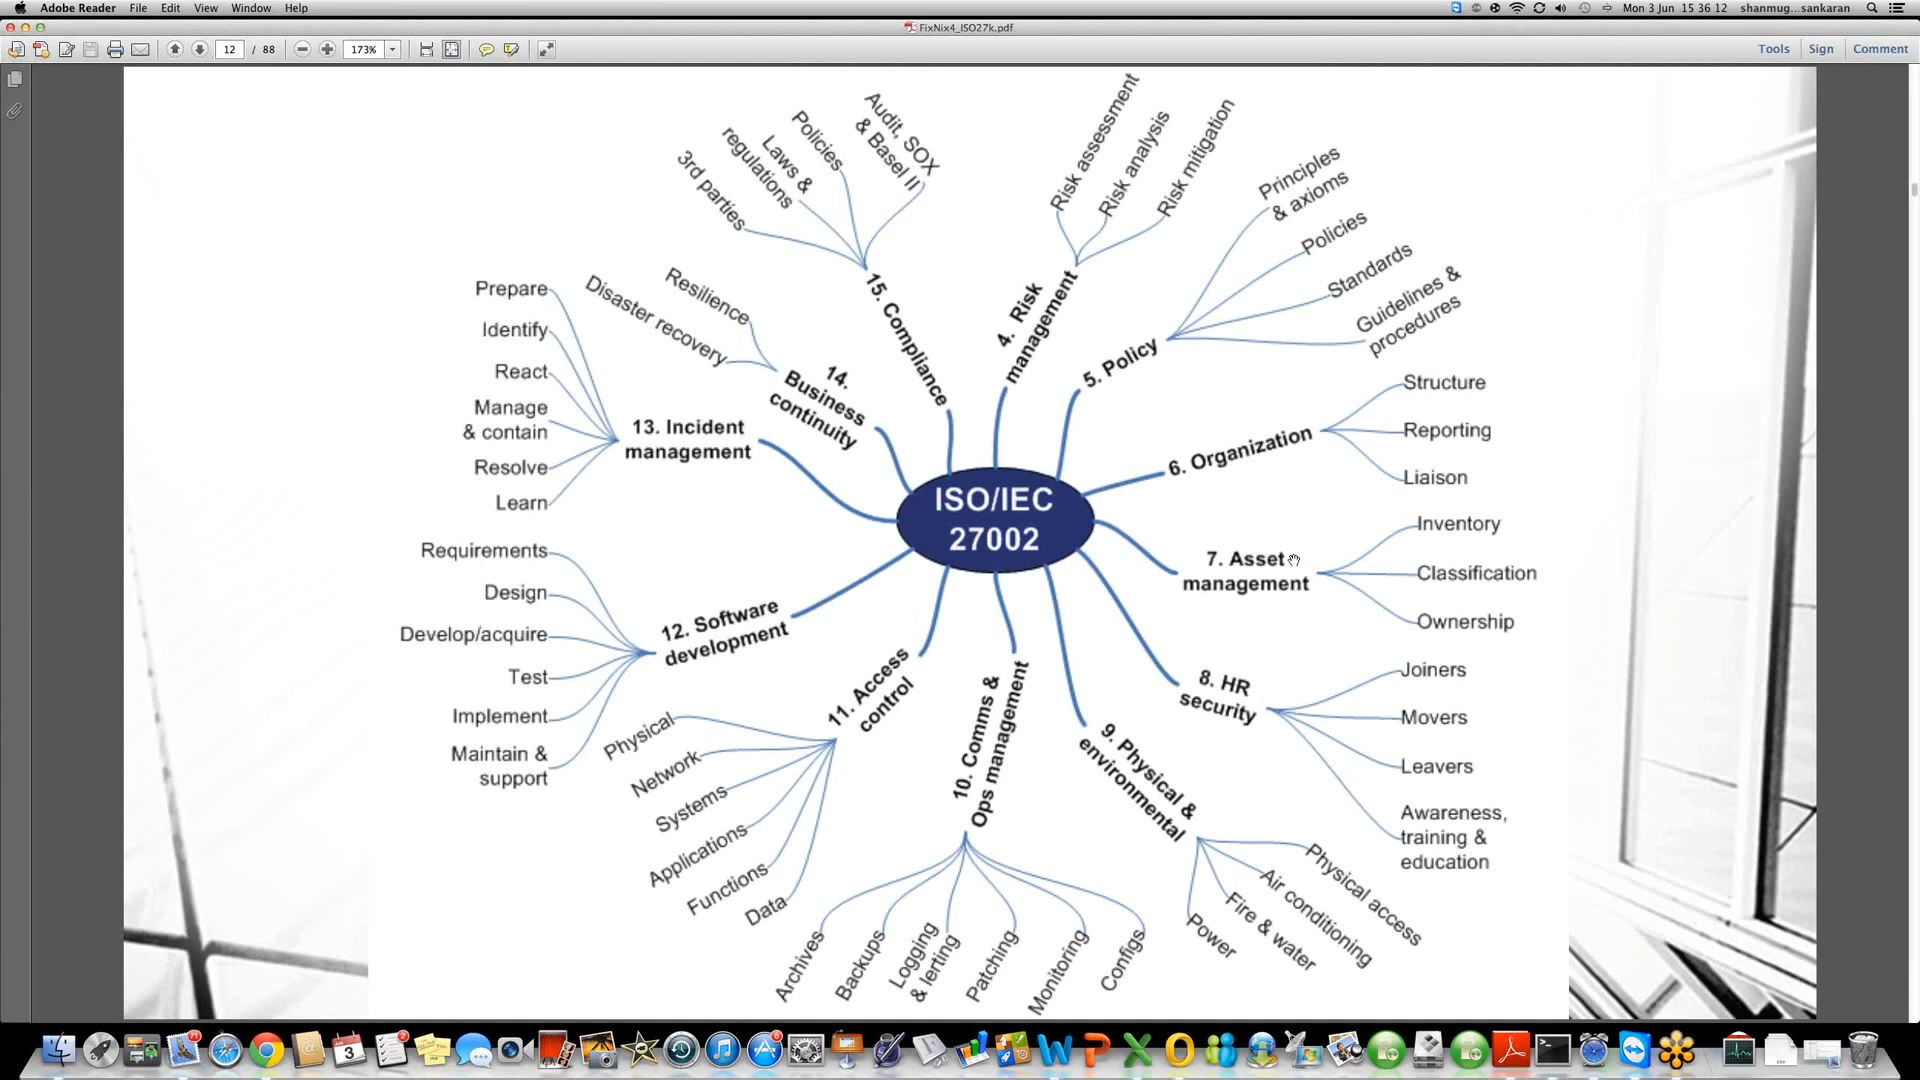 Adobe Reader File Edit View Window Help
Mon 3 Jun 15 36 12 shanmug...sankaran
FixNix4_ISO27k.pdf
12 / 88 173%
Tools Sign Comment
ISO/IEC
27002
4. Risk
management
Risk assessment
Risk analysis
Risk mitigation
5. Policy
Principles
& axioms
Policies
Standards
Guidelines &
procedures
6. Organization
Structure
Reporting
Liaison
7. Asset
management
Inventory
Classification
Ownership
8. HR
security
Joiners
Movers
Leavers
Awareness,
training &
education
9. Physical &
environmental
Physical access
Air conditioning
Fire & water
Power
10. Comms &
Ops management
Configs
Monitoring
Patching
Logging
& lerting
Backups
Archives
11. Access
control
Physical
Network
Systems
Applications
Functions
Data
12. Software
development
Requirements
Design
Develop/acquire
Test
Implement
Maintain &
support
13. Incident
management
Prepare
Identify
React
Manage
& contain
Resolve
Learn
14.
Business
continuity
Resilience
Disaster recovery
15. Compliance
3rd parties
Laws &
regulations
Policies
Audit, SOX
& Basel II